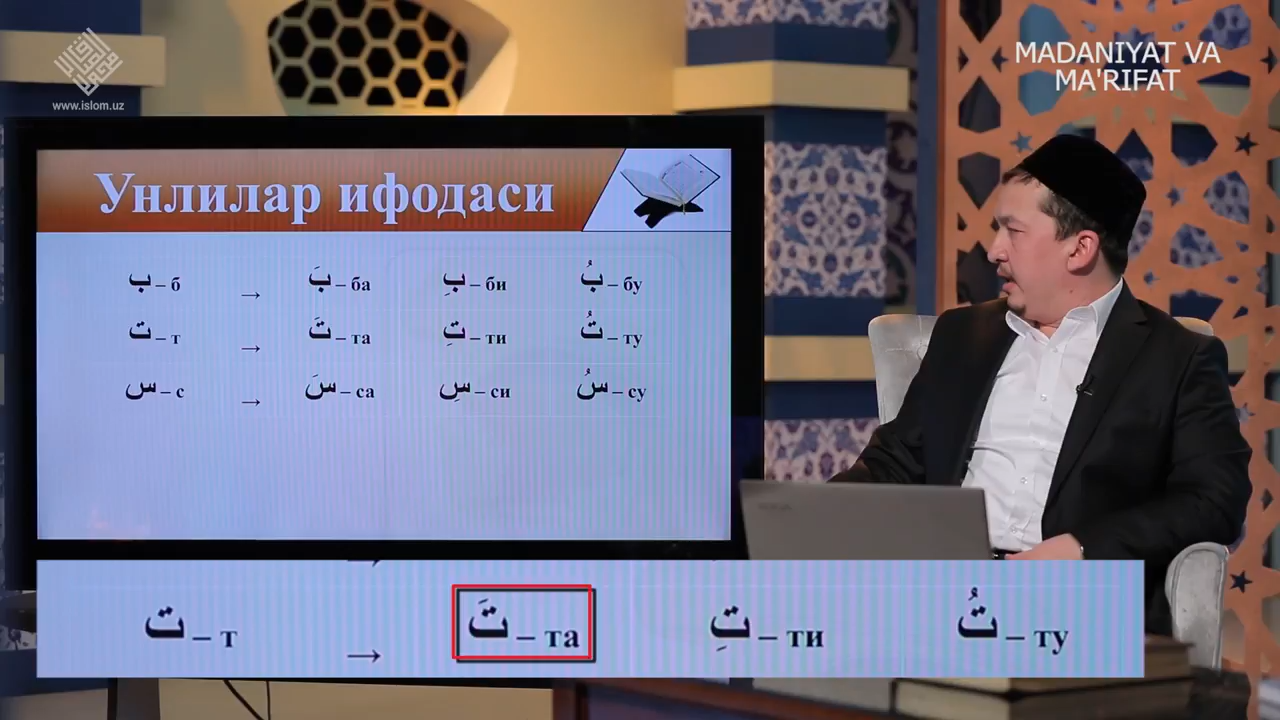 www.islom.uz
MADANIYAT VA
MA'RIFAT
Унлилар ифодаси
ب – б → بَ – ба بِ – би بُ – бу
ت – т → تَ – та تِ – ти تُ – ту
س – с → سَ – са سِ – си سُ – су
ت – т → تَ – та تِ – ти تُ – ту